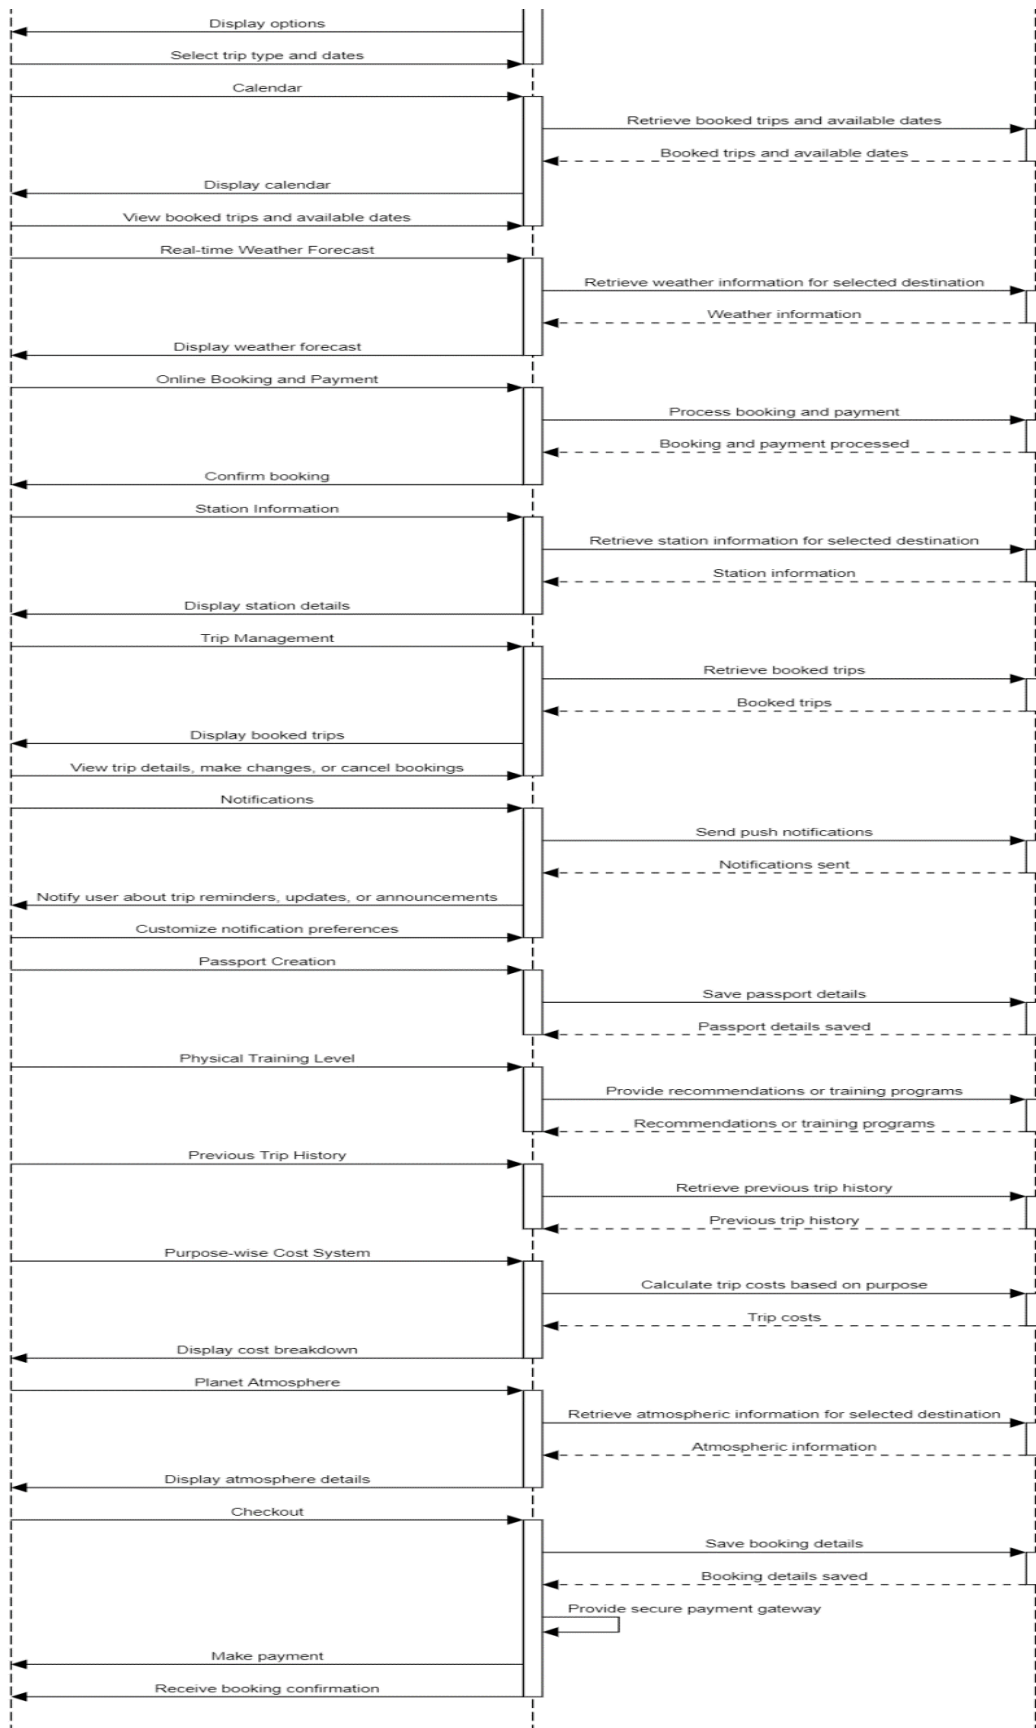 Display options
Select trip type and dates
Calendar
Retrieve booked trips and available dates
Booked trips and available dates
Display calendar
View booked trips and available dates
Real-time Weather Forecast
Retrieve weather information for selected destination
Weather information
Display weather forecast
Online Booking and Payment
Process booking and payment
Booking and payment processed
Confirm booking
Station Information
Retrieve station information for selected destination
Station information
Display station details
Trip Management
Retrieve booked trips
Booked trips
Display booked trips
View trip details, make changes, or cancel bookings
Notifications
Send push notifications
Notifications sent
Notify user about trip reminders, updates, or announcements
Customize notification preferences
Passport Creation
Save passport details
Passport details saved
Physical Training Level
Provide recommendations or training programs
Recommendations or training programs
Previous Trip History
Retrieve previous trip history
Previous trip history
Purpose-wise Cost System
Calculate trip costs based on purpose
Trip costs
Display cost breakdown
Planet Atmosphere
Retrieve atmospheric information for selected destination
Atmospheric information
Display atmosphere details
Checkout
Save booking details
Booking details saved
Provide secure payment gateway
Make payment
Receive booking confirmation